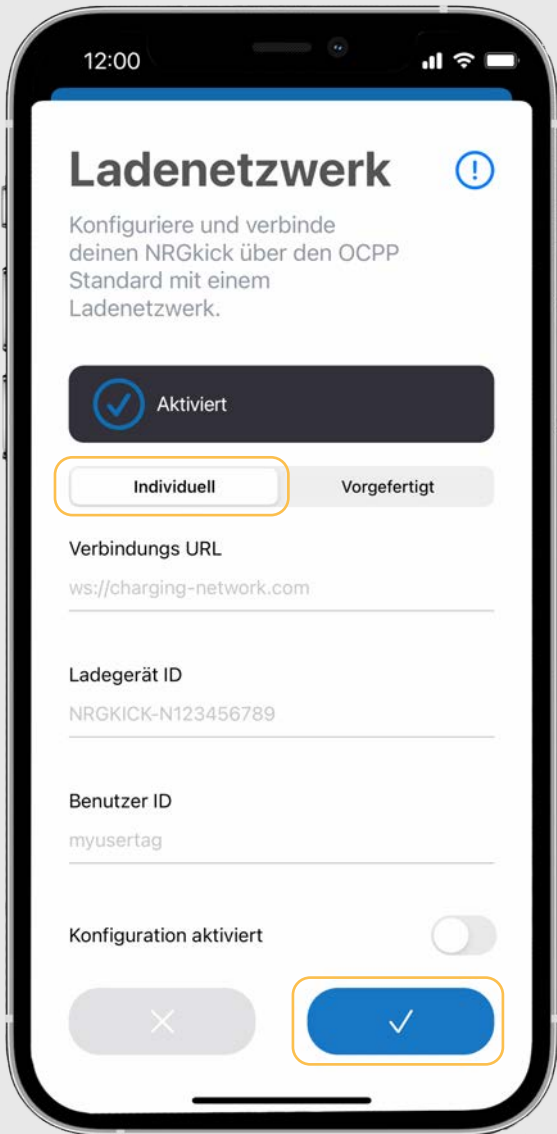 12:00
Ladenetzwerk
Konfiguriere und verbinde
deinen NRGkick über den OCPP
Standard mit einem
Ladenetzwerk.
Aktiviert
Individuell Vorgefertigt
Verbindungs URL
ws://charging-network.com
Ladegerät ID
NRGKICK-N123456789
Benutzer ID
myusertag
Konfiguration aktiviert